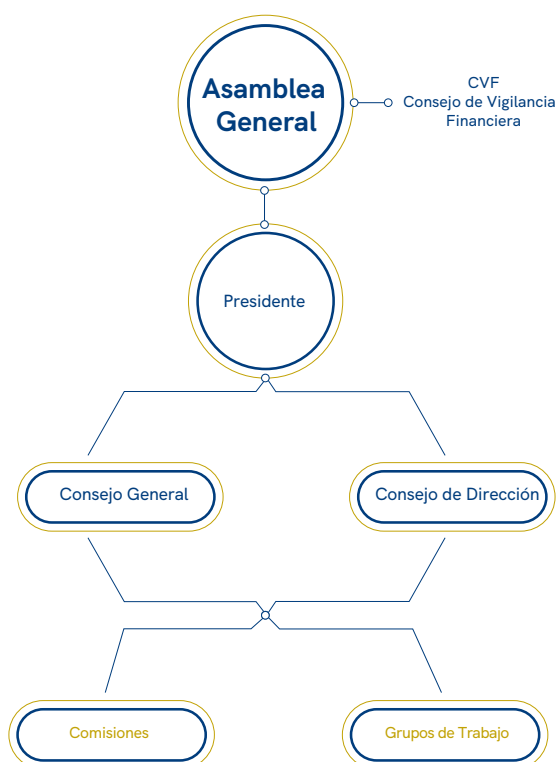 Asamblea
General
CVF
Consejo de Vigilancia
Financiera
Presidente
Consejo General
Consejo de Dirección
Comisiones
Grupos de Trabajo